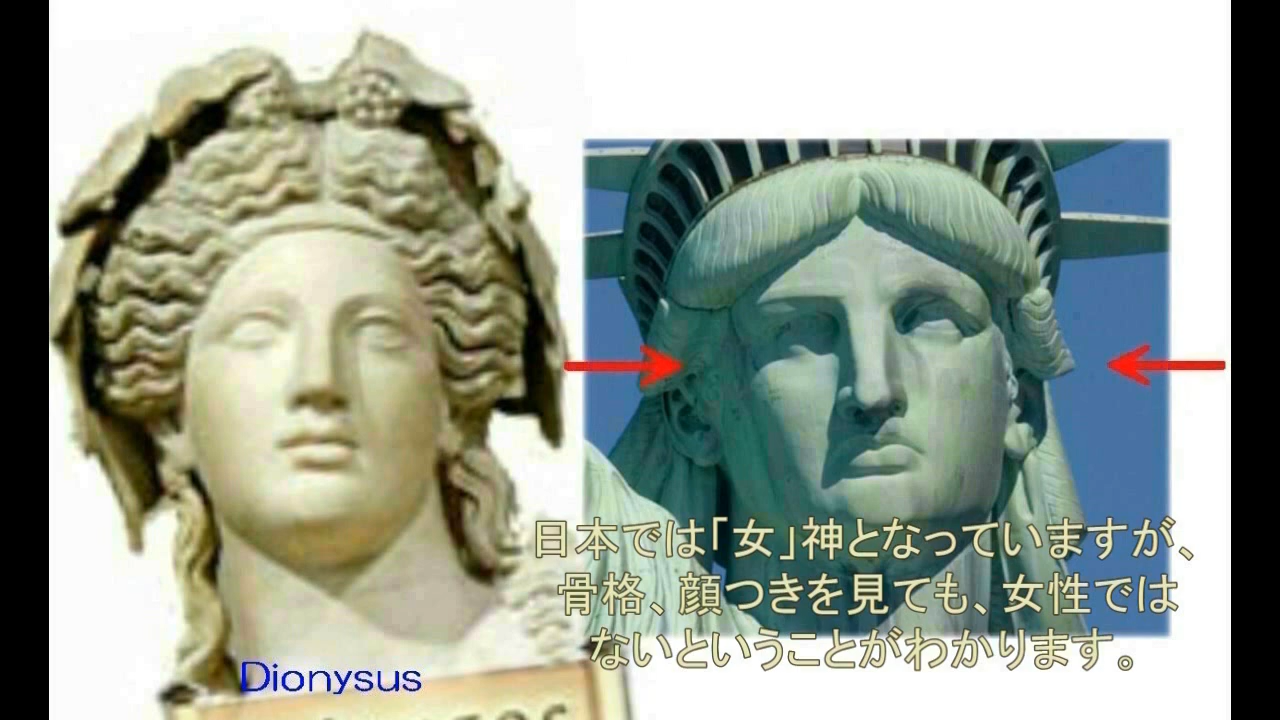 日本では「女」神となっていますが、
骨格、顔つきを見ても、女性では
ないということがわかります。
Dionysus